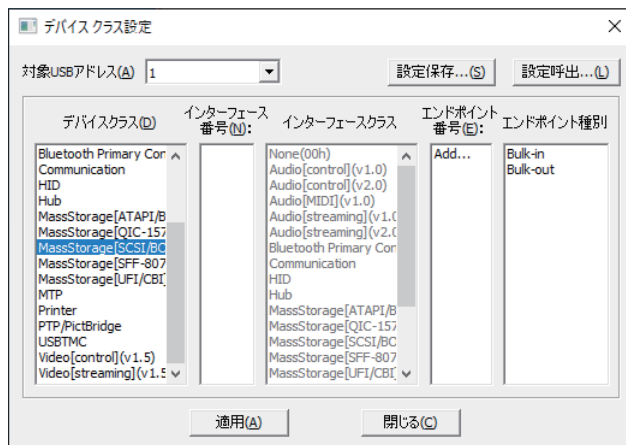 デバイス クラス設定
対象USBアドレス(A) 1
設定保存...(S)
設定呼出...(L)
デバイスクラス(D)
Bluetooth Primary Cor
Communication
HID
Hub
MassStorage[ATAPI/B
MassStorage[QIC-157
MassStorage[SCSI/BC
MassStorage[SFF-807
MassStorage[UFI/CBI]
MTP
Printer
PTP/PictBridge
USBTMC
Video[control](v1.5)
Video[streaming](v1.5
インターフェース
番号(N):
インターフェースクラス
None(00h)
Audio[control](v1.0)
Audio[control](v2.0)
Audio[MIDI](v1.0)
Audio[streaming](v1.0
Audio[streaming](v2.0
Bluetooth Primary Con
Communication
HID
Hub
MassStorage[ATAPI/B
MassStorage[QIC-157
MassStorage[SCSI/BC
MassStorage[SFF-807
MassStorage[UFI/CBI]
エンドポイント
番号(E):
Add...
エンドポイント種別
Bulk-in
Bulk-out
適用(A)
閉じる(C)